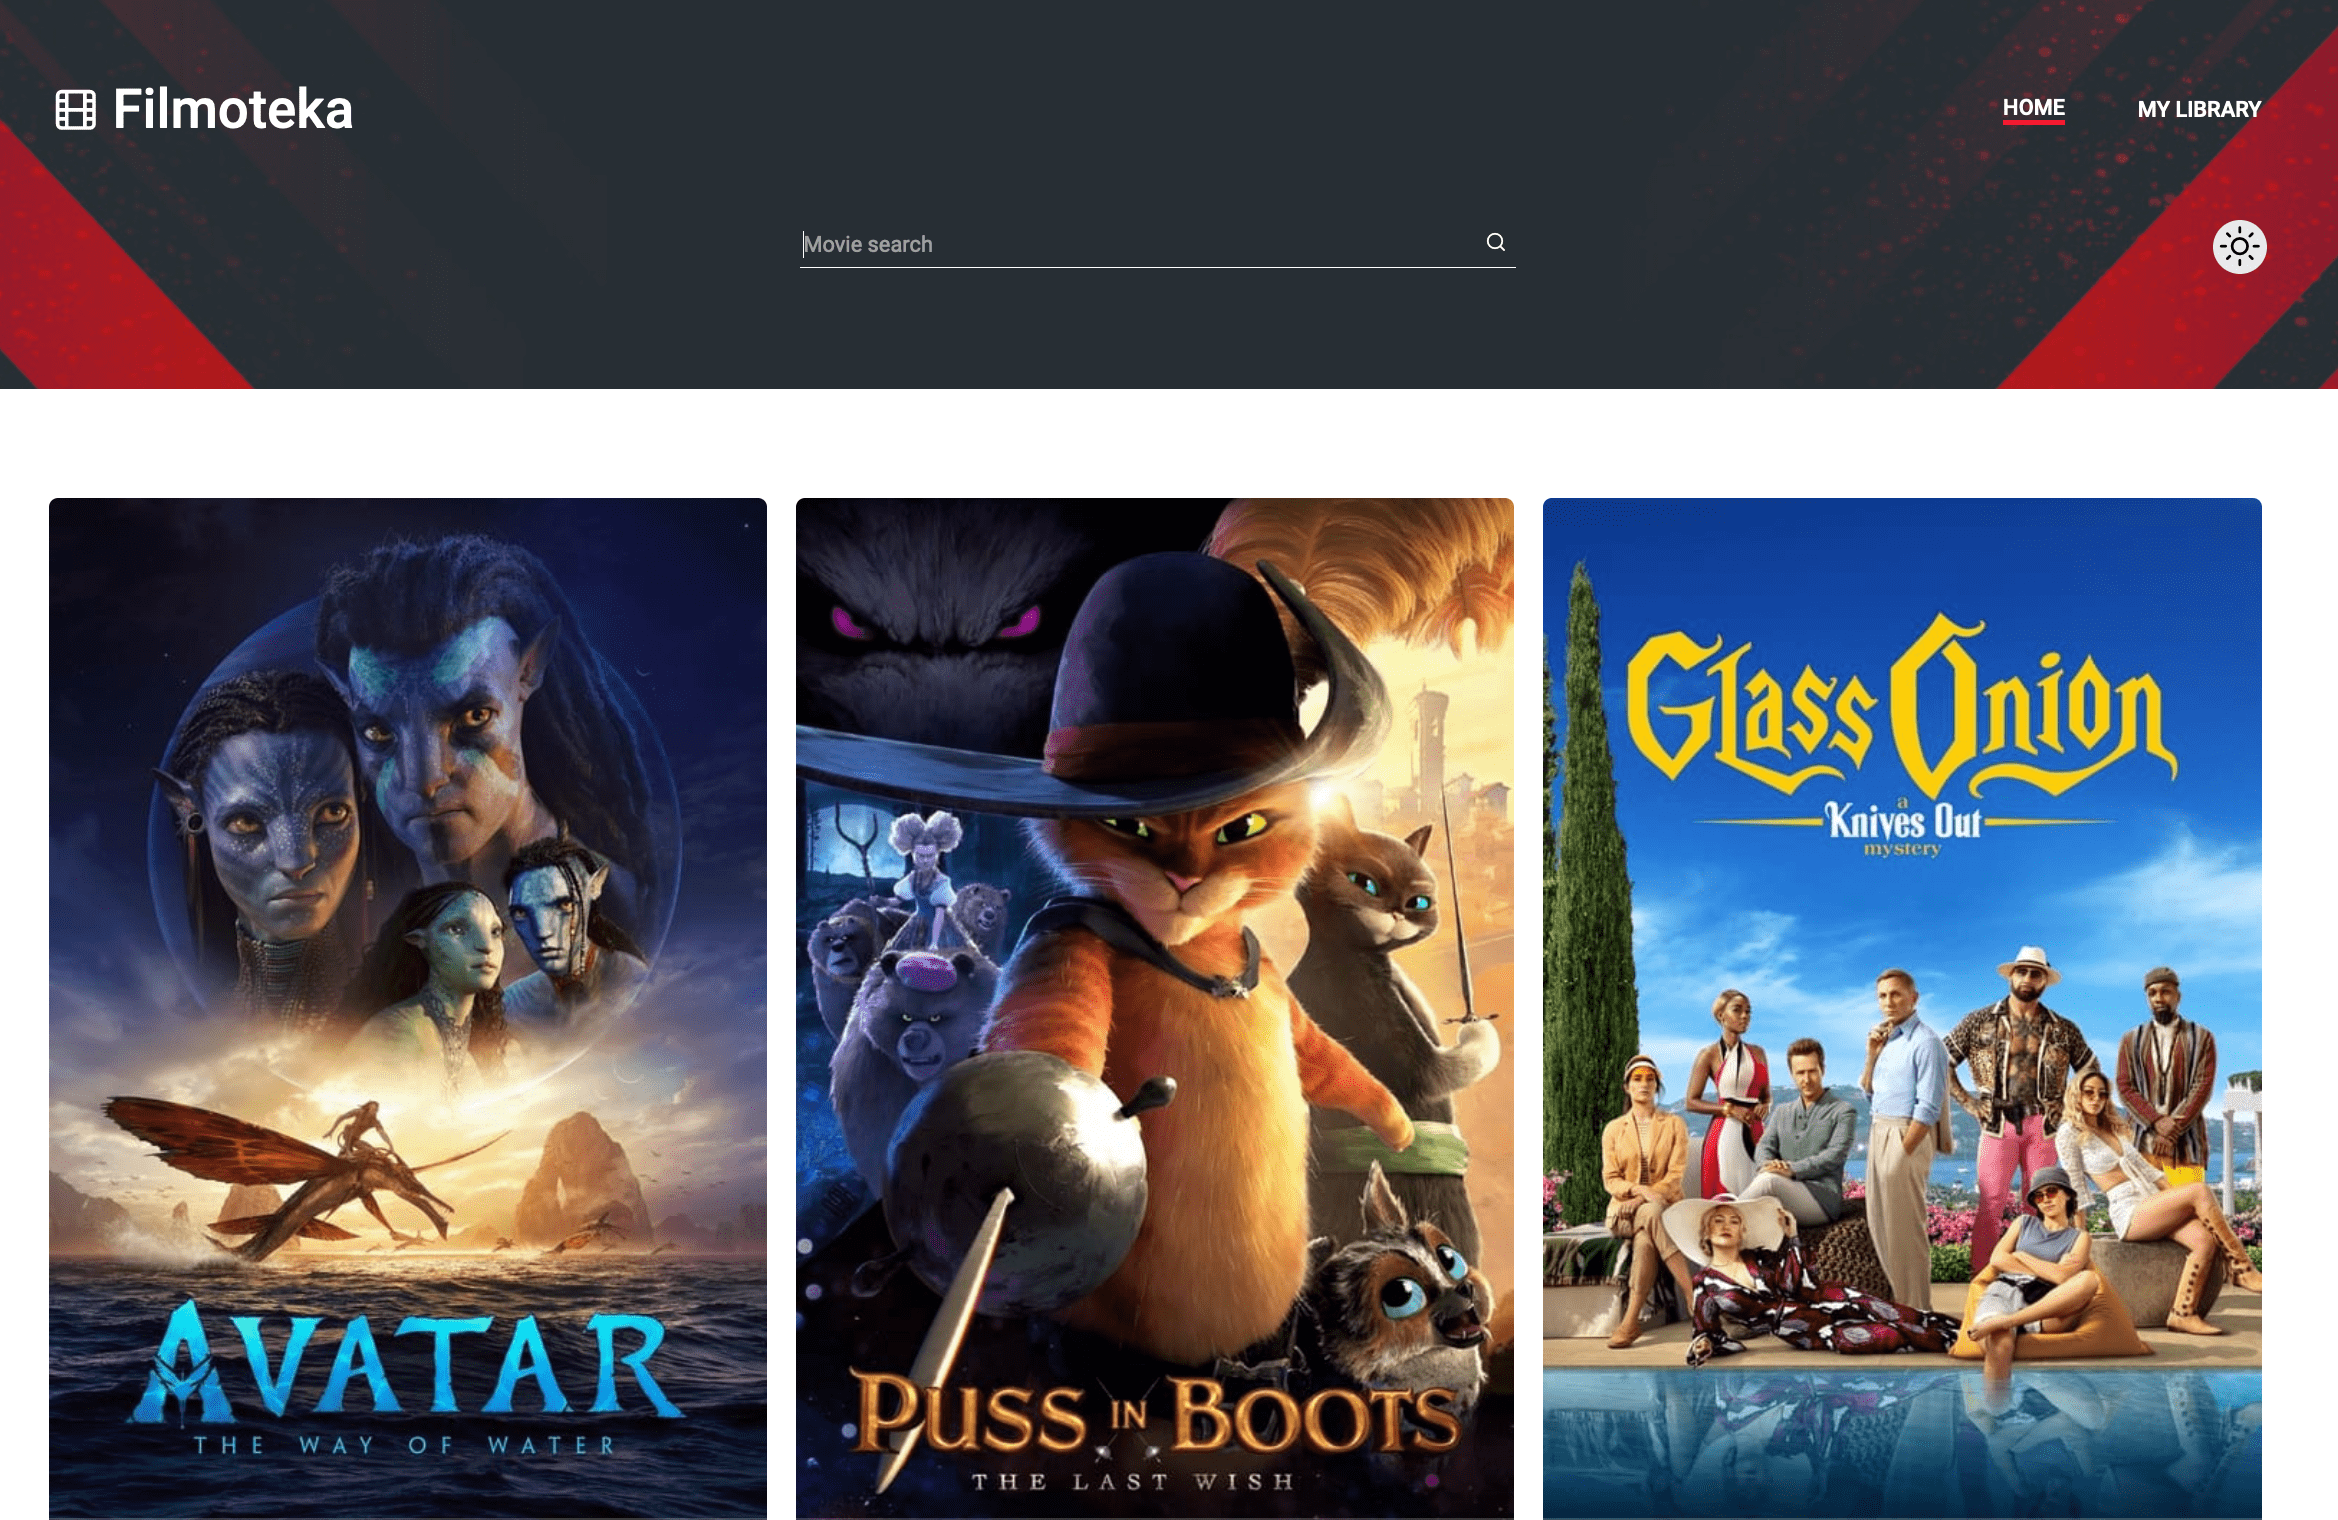 Filmoteka
HOME
MY LIBRARY
Movie search
AVATAR
THE WAY OF WATER
PUSS IN BOOTS
THE LAST WISH
Glass Onion
a
Knives Out
mystery